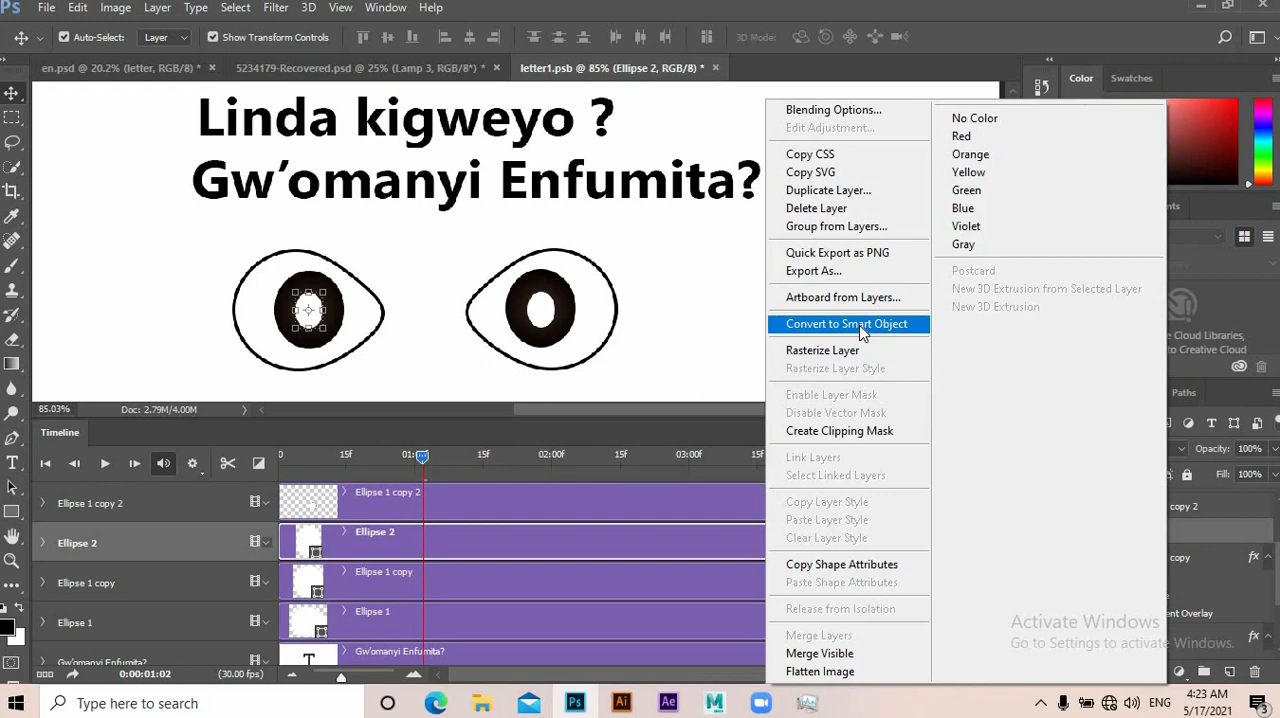 Ps File Edit Image Layer Type Select Filter 3D View Window Help
Auto-Select: Layer Show Transform Controls 3D Mode:
en.psd @ 20.2% (letter, RGB/8) * × 5234179-Recovered.psd @ 25% (Lamp 3, RGB/8*) * × letter1.psb @ 85% (Ellipse 2, RGB/8) * ×
Color Swatches
Linda kigweyo ?
Gw’omanyi Enfumita?
Blending Options...
Edit Adjustment...
Copy CSS
Copy SVG
Duplicate Layer...
Delete Layer
Group from Layers...
Quick Export as PNG
Export As...
Artboard from Layers...
Convert to Smart Object
Rasterize Layer
Rasterize Layer Style
Enable Layer Mask
Disable Vector Mask
Create Clipping Mask
Link Layers
Select Linked Layers
Copy Layer Style
Paste Layer Style
Clear Layer Style
Copy Shape Attributes
Paste Shape Attributes
Release from Isolation
Merge Layers
Merge Visible
Flatten Image
No Color
Red
Orange
Yellow
Green
Blue
Violet
Gray
Postcard
New 3D Extrusion from Selected Layer
New 3D Extrusion
Cloud Libraries,
to Creative Cloud
Paths
Opacity: 100%
Fill: 100%
copy 2
copy
fx
ent Overlay
fx
85.03% Doc: 2.79M/4.00M
Timeline
0 15f 01: 15f 02:00f 15f 03:00f 15f
Ellipse 1 copy 2 Ellipse 1 copy 2
Ellipse 2 Ellipse 2
Ellipse 1 copy Ellipse 1 copy
Ellipse 1 Ellipse 1
Gw'omanyi Enfumita? T Gw'omanyi Enfumita?
0:00:01:02 (30.00 fps)
Activate Windows
Go to Settings to activate Windows.
Type here to search Ps Ai Ae M ENG 4:23 AM
5/17/2021 3